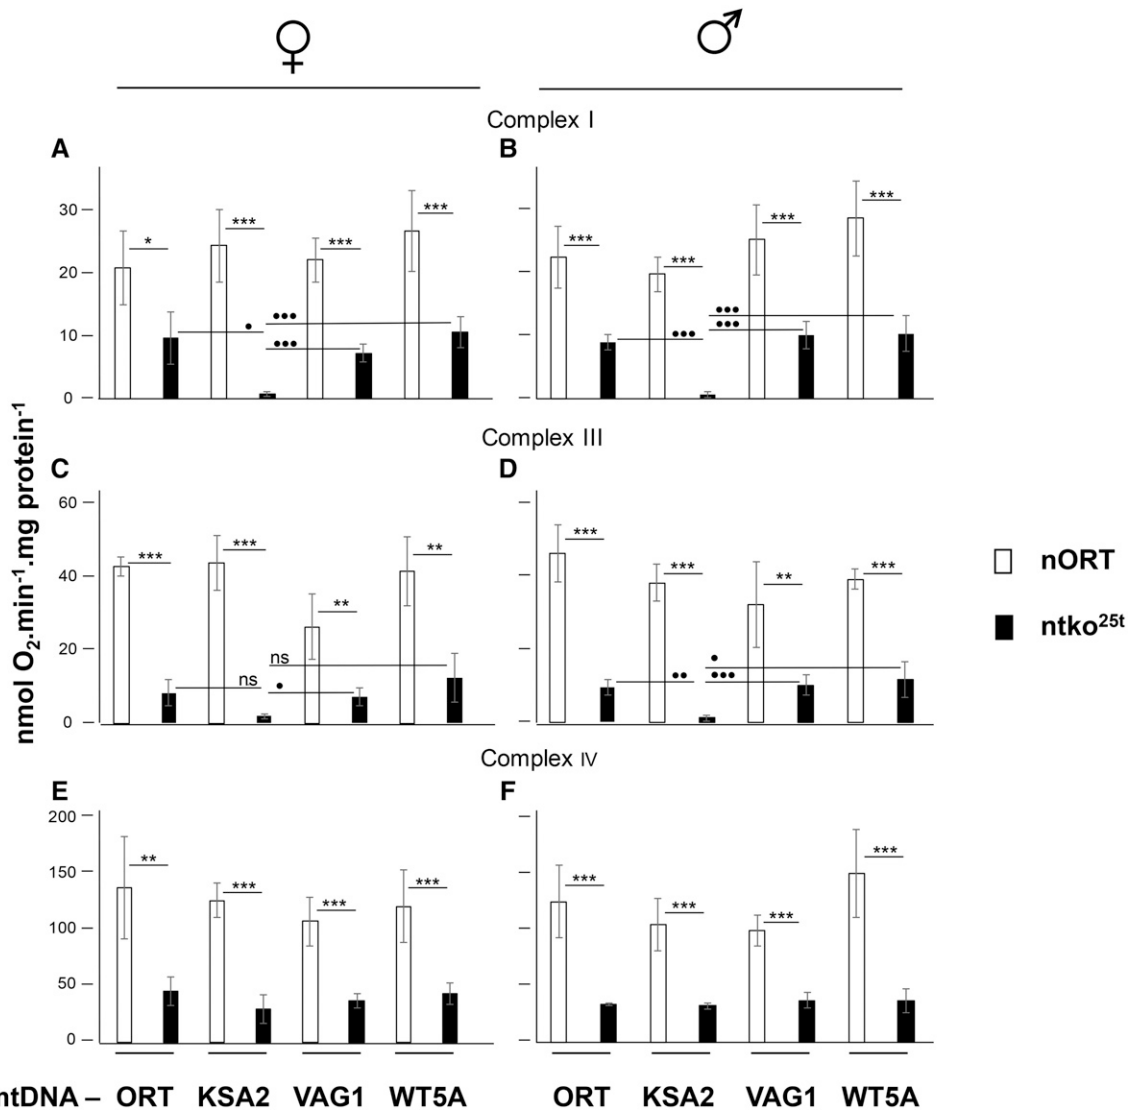 ♀ ♂
Complex I
A B
30
20
10
0
* *** *** *** *** *** *** ***
• ••• ••• ••• ••• •••
Complex III
C D
60
40
20
0
*** *** ** ** *** *** ** ***
ns ns • •• • •••
Complex IV
E F
200
150
100
50
0
** *** *** *** *** *** *** ***
nmol O₂.min⁻¹.mg protein⁻¹
nORT
ntko²⁵ᵗ
ntDNA – ORT KSA2 VAG1 WT5A ORT KSA2 VAG1 WT5A